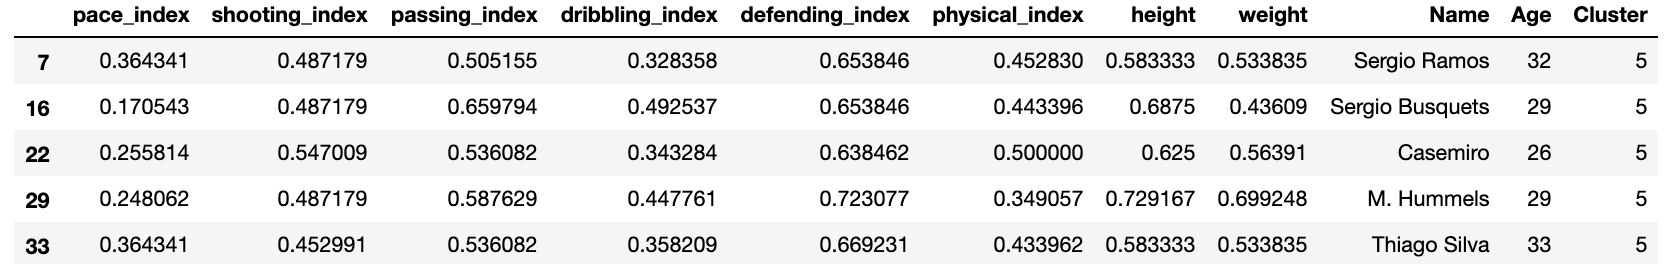 pace_index shooting_index passing_index dribbling_index defending_index physical_index height weight Name Age Cluster
7 0.364341 0.487179 0.505155 0.328358 0.653846 0.452830 0.583333 0.533835 Sergio Ramos 32 5
16 0.170543 0.487179 0.659794 0.492537 0.653846 0.443396 0.6875 0.43609 Sergio Busquets 29 5
22 0.255814 0.547009 0.536082 0.343284 0.638462 0.500000 0.625 0.56391 Casemiro 26 5
29 0.248062 0.487179 0.587629 0.447761 0.723077 0.349057 0.729167 0.699248 M. Hummels 29 5
33 0.364341 0.452991 0.536082 0.358209 0.669231 0.433962 0.583333 0.533835 Thiago Silva 33 5